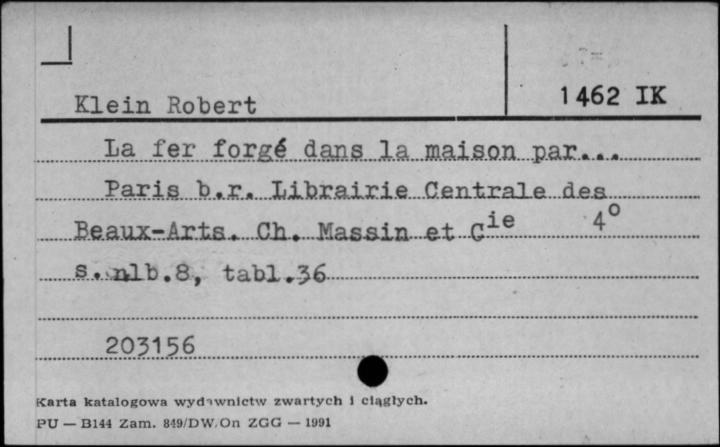 Klein Robert
1462 IK
La fer forgé dans la maison par...
Paris b.r. Librairie Centrale des
Beaux-Arts. Ch. Massin et Cie 4°
s. nlb.8, tabl.36
203156
Karta katalogowa wydawnictw zwartych i ciągłych.
PU — B144 Zam. 849/DW/On ZGG — 1991